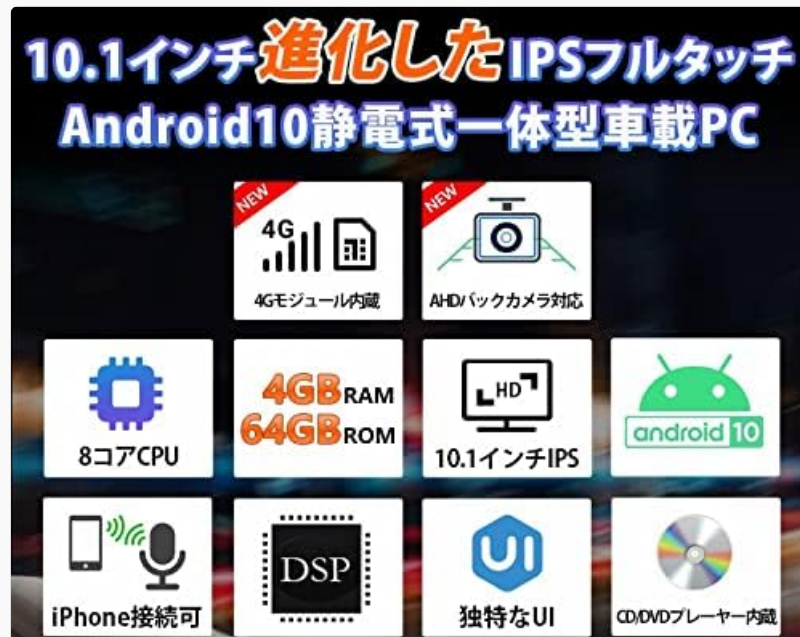 10.1インチ進化したIPSフルタッチ
Android10静電式一体型車載PC
NEW
4G
4Gモジュール内蔵
NEW
AHDバックカメラ対応
8コアCPU
4GBRAM
64GBROM
HD
10.1インチIPS
android 10
iPhone接続可
DSP
UI
独特なUI
CD/DVDプレーヤー内蔵